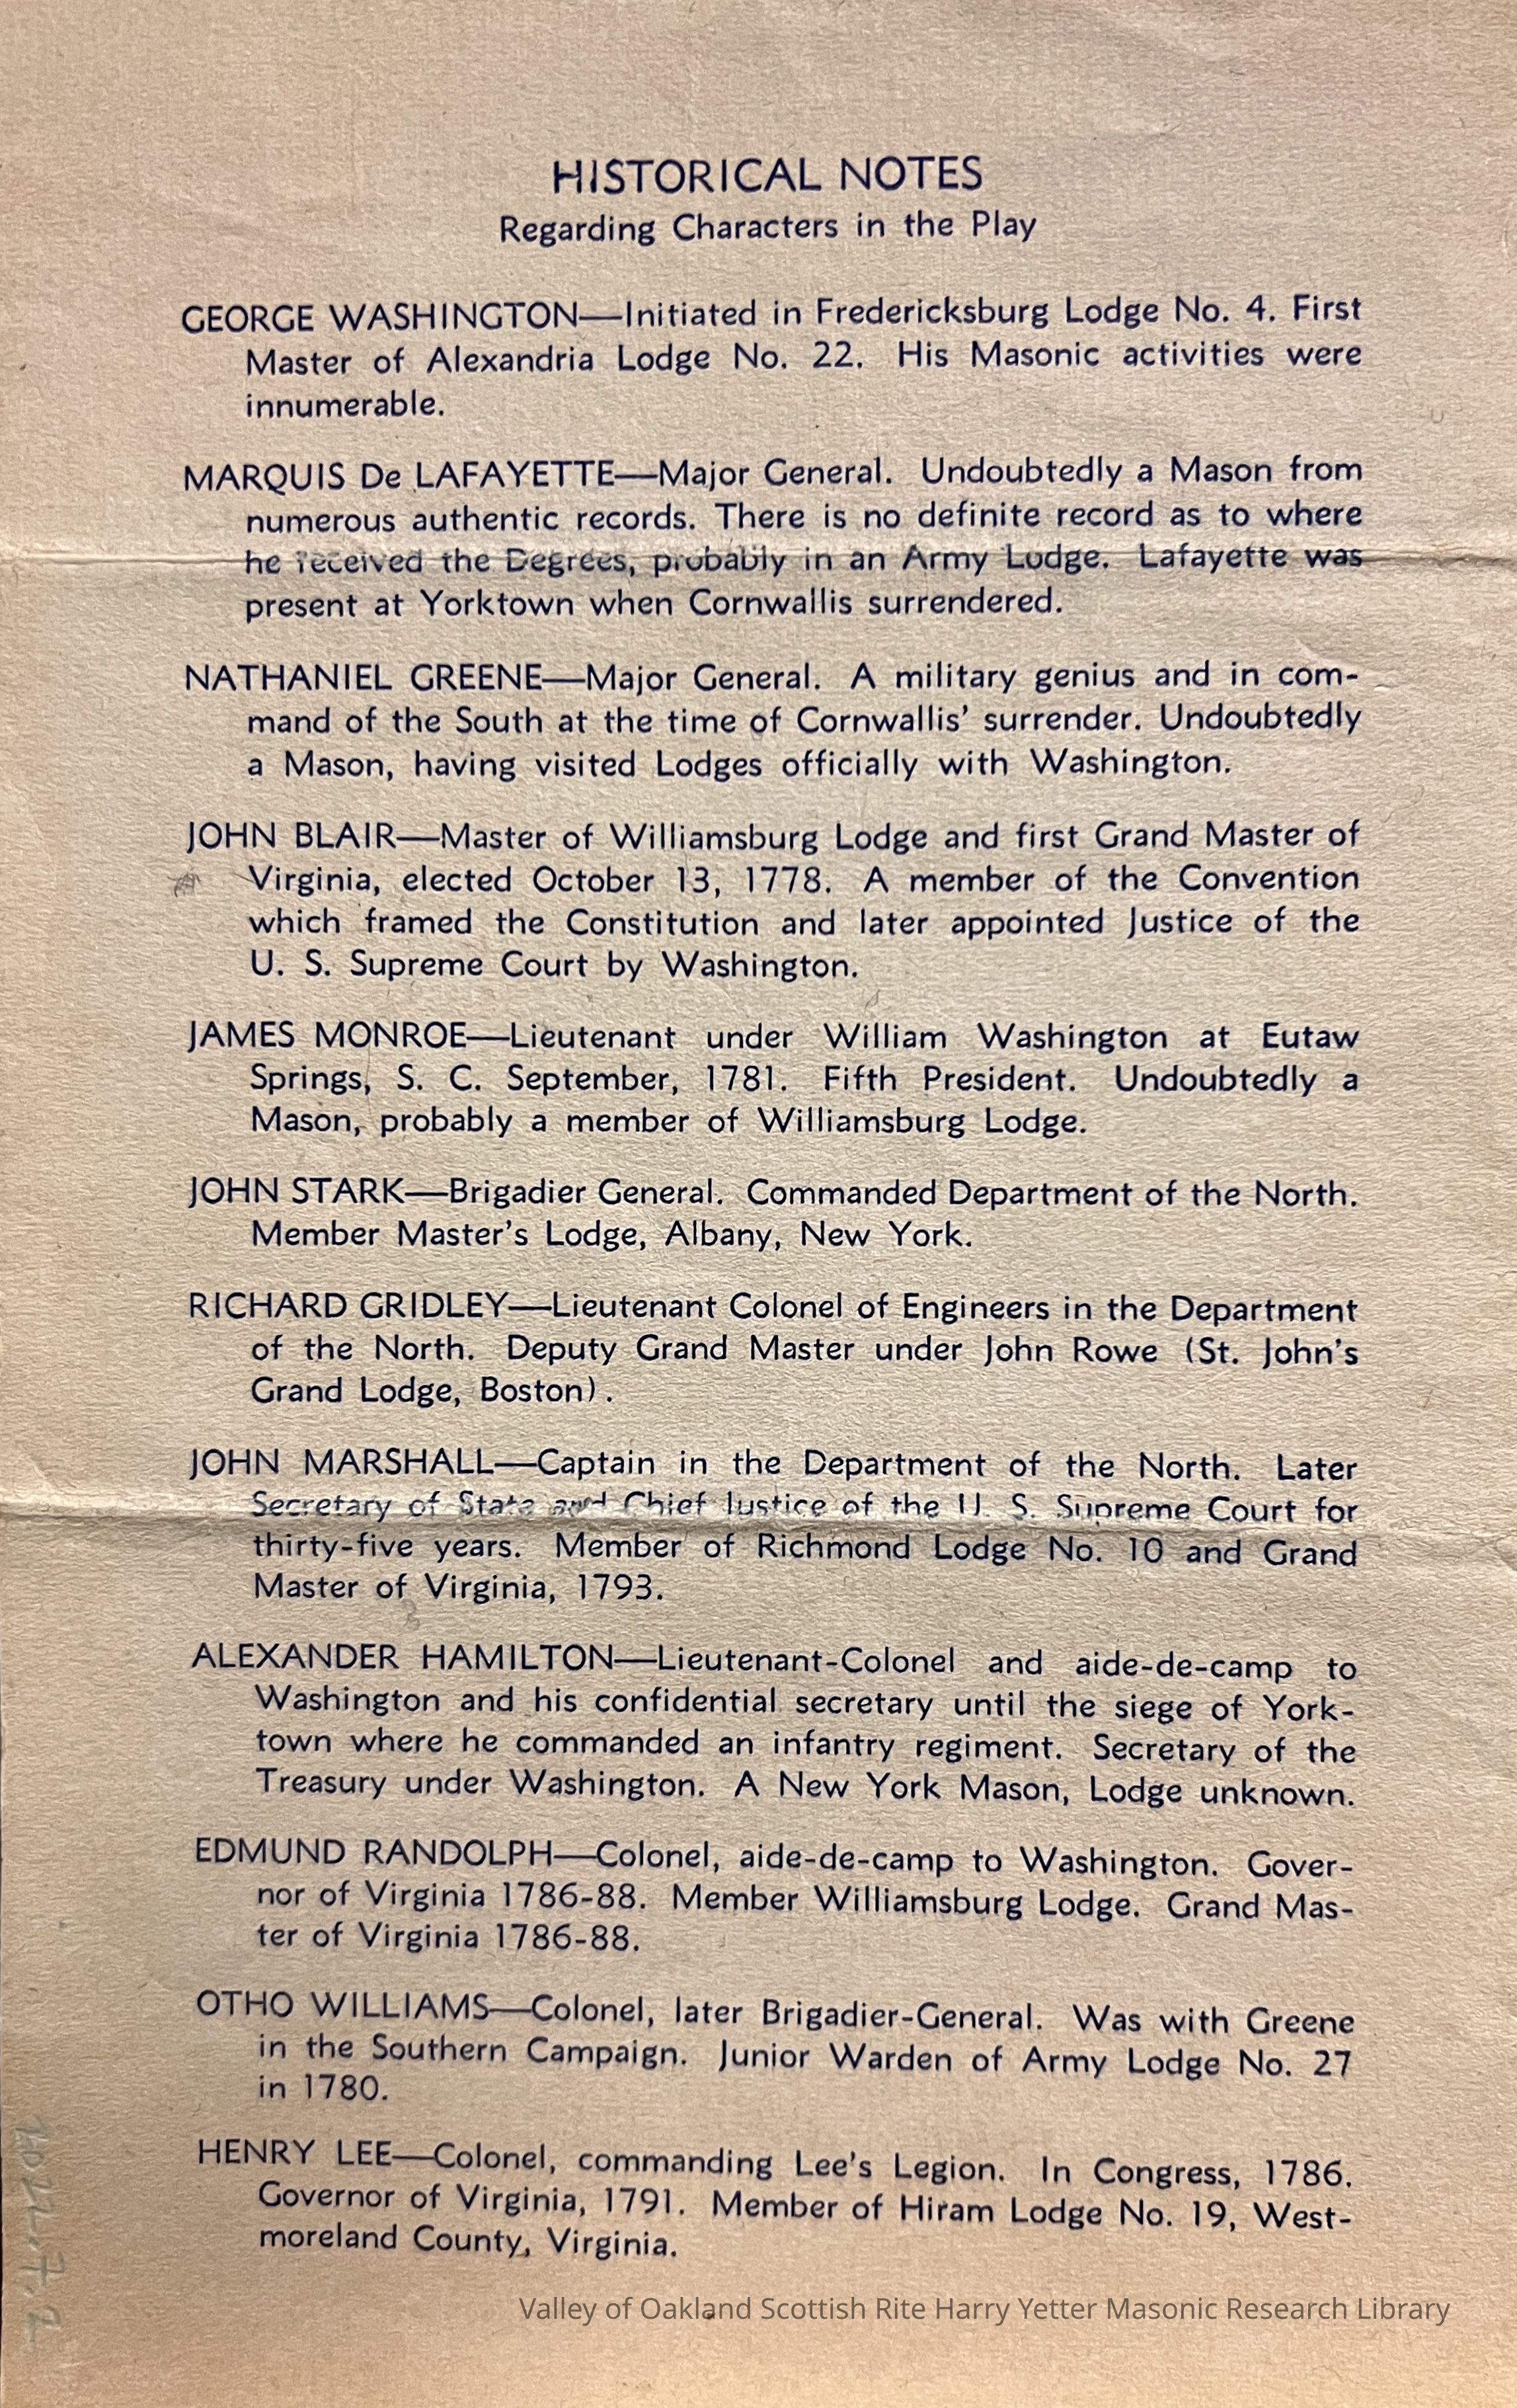 HISTORICAL NOTES
Regarding Characters in the Play
GEORGE WASHINGTON—Initiated in Fredericksburg Lodge No. 4. First
Master of Alexandria Lodge No. 22. His Masonic activities were
innumerable.
MARQUIS De LAFAYETTE—Major General. Undoubtedly a Mason from
numerous authentic records. There is no definite record as to where
he received the Degrees, probably in an Army Lodge. Lafayette was
present at Yorktown when Cornwallis surrendered.
NATHANIEL GREENE—Major General. A military genius and in com-
mand of the South at the time of Cornwallis' surrender. Undoubtedly
a Mason, having visited Lodges officially with Washington.
JOHN BLAIR—Master of Williamsburg Lodge and first Grand Master of
Virginia, elected October 13, 1778. A member of the Convention
which framed the Constitution and later appointed Justice of the
U. S. Supreme Court by Washington.
JAMES MONROE—Lieutenant under William Washington at Eutaw
Springs, S. C. September, 1781. Fifth President. Undoubtedly a
Mason, probably a member of Williamsburg Lodge.
JOHN STARK—Brigadier General. Commanded Department of the North.
Member Master's Lodge, Albany, New York.
RICHARD GRIDLEY—Lieutenant Colonel of Engineers in the Department
of the North. Deputy Grand Master under John Rowe (St. John's
Grand Lodge, Boston).
JOHN MARSHALL—Captain in the Department of the North. Later
Secretary of State and Chief Justice of the U. S. Supreme Court for
thirty-five years. Member of Richmond Lodge No. 10 and Grand
Master of Virginia, 1793.
ALEXANDER HAMILTON—Lieutenant-Colonel and aide-de-camp to
Washington and his confidential secretary until the siege of York-
town where he commanded an infantry regiment. Secretary of the
Treasury under Washington. A New York Mason, Lodge unknown.
EDMUND RANDOLPH—Colonel, aide-de-camp to Washington. Gover-
nor of Virginia 1786-88. Member Williamsburg Lodge. Grand Mas-
ter of Virginia 1786-88.
OTHO WILLIAMS—Colonel, later Brigadier-General. Was with Greene
in the Southern Campaign. Junior Warden of Army Lodge No. 27
in 1780.
HENRY LEE—Colonel, commanding Lee's Legion. In Congress, 1786.
Governor of Virginia, 1791. Member of Hiram Lodge No. 19, West-
moreland County, Virginia.
Valley of Oakland Scottish Rite Harry Yetter Masonic Research Library